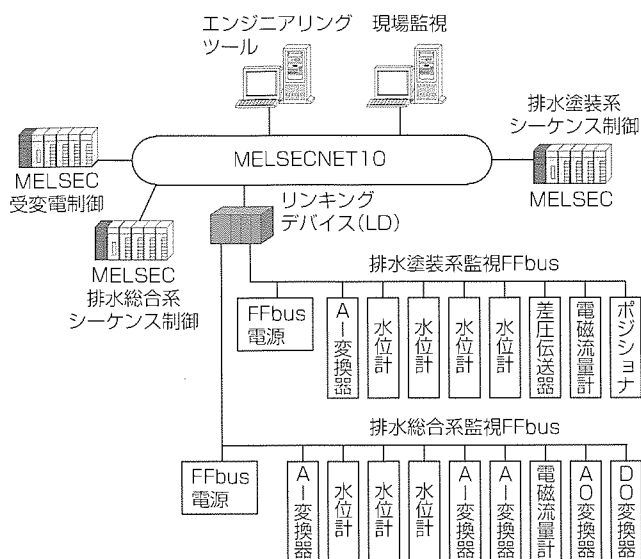 エンジニアリング
ツール
現場監視
排水塗装系
シーケンス制御
MELSECNET10
MELSEC
受変電制御
MELSEC
リンキング
デバイス(LD)
MELSEC
排水総合系
シーケンス制御
排水塗装系監視FFbus
FFbus
電源
AI変換器
水位計
水位計
水位計
水位計
差圧伝送器
電磁流量計
ポジショナ
排水総合系監視FFbus
FFbus
電源
AI変換器
水位計
水位計
水位計
AI変換器
AI変換器
電磁流量計
AO変換器
DO変換器